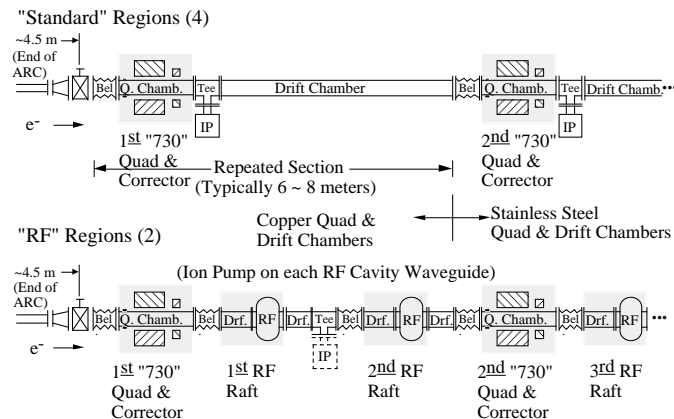 "Standard" Regions (4)
~4.5 m
(End of
ARC)
Bel Q. Chamb. Tee Drift Chamber Bel Q. Chamb. Tee Drift Chamb. •••
e- IP IP
1st "730"
Quad &
Corrector
2nd "730"
Quad &
Corrector
Repeated Section
(Typically 6 ~ 8 meters)
Copper Quad &
Drift Chambers
Stainless Steel
Quad & Drift Chambers
"RF" Regions (2)
~4.5 m
(End of
ARC)
(Ion Pump on each RF Cavity Waveguide)
Bel Q. Chamb. Bel Drf. RF Drf. Tee Bel Drf. RF Drf. Bel Q. Chamb. Bel Drf. RF •••
e- IP
1st "730"
Quad &
Corrector
1st RF
Raft
2nd RF
Raft
2nd "730"
Quad &
Corrector
3rd RF
Raft